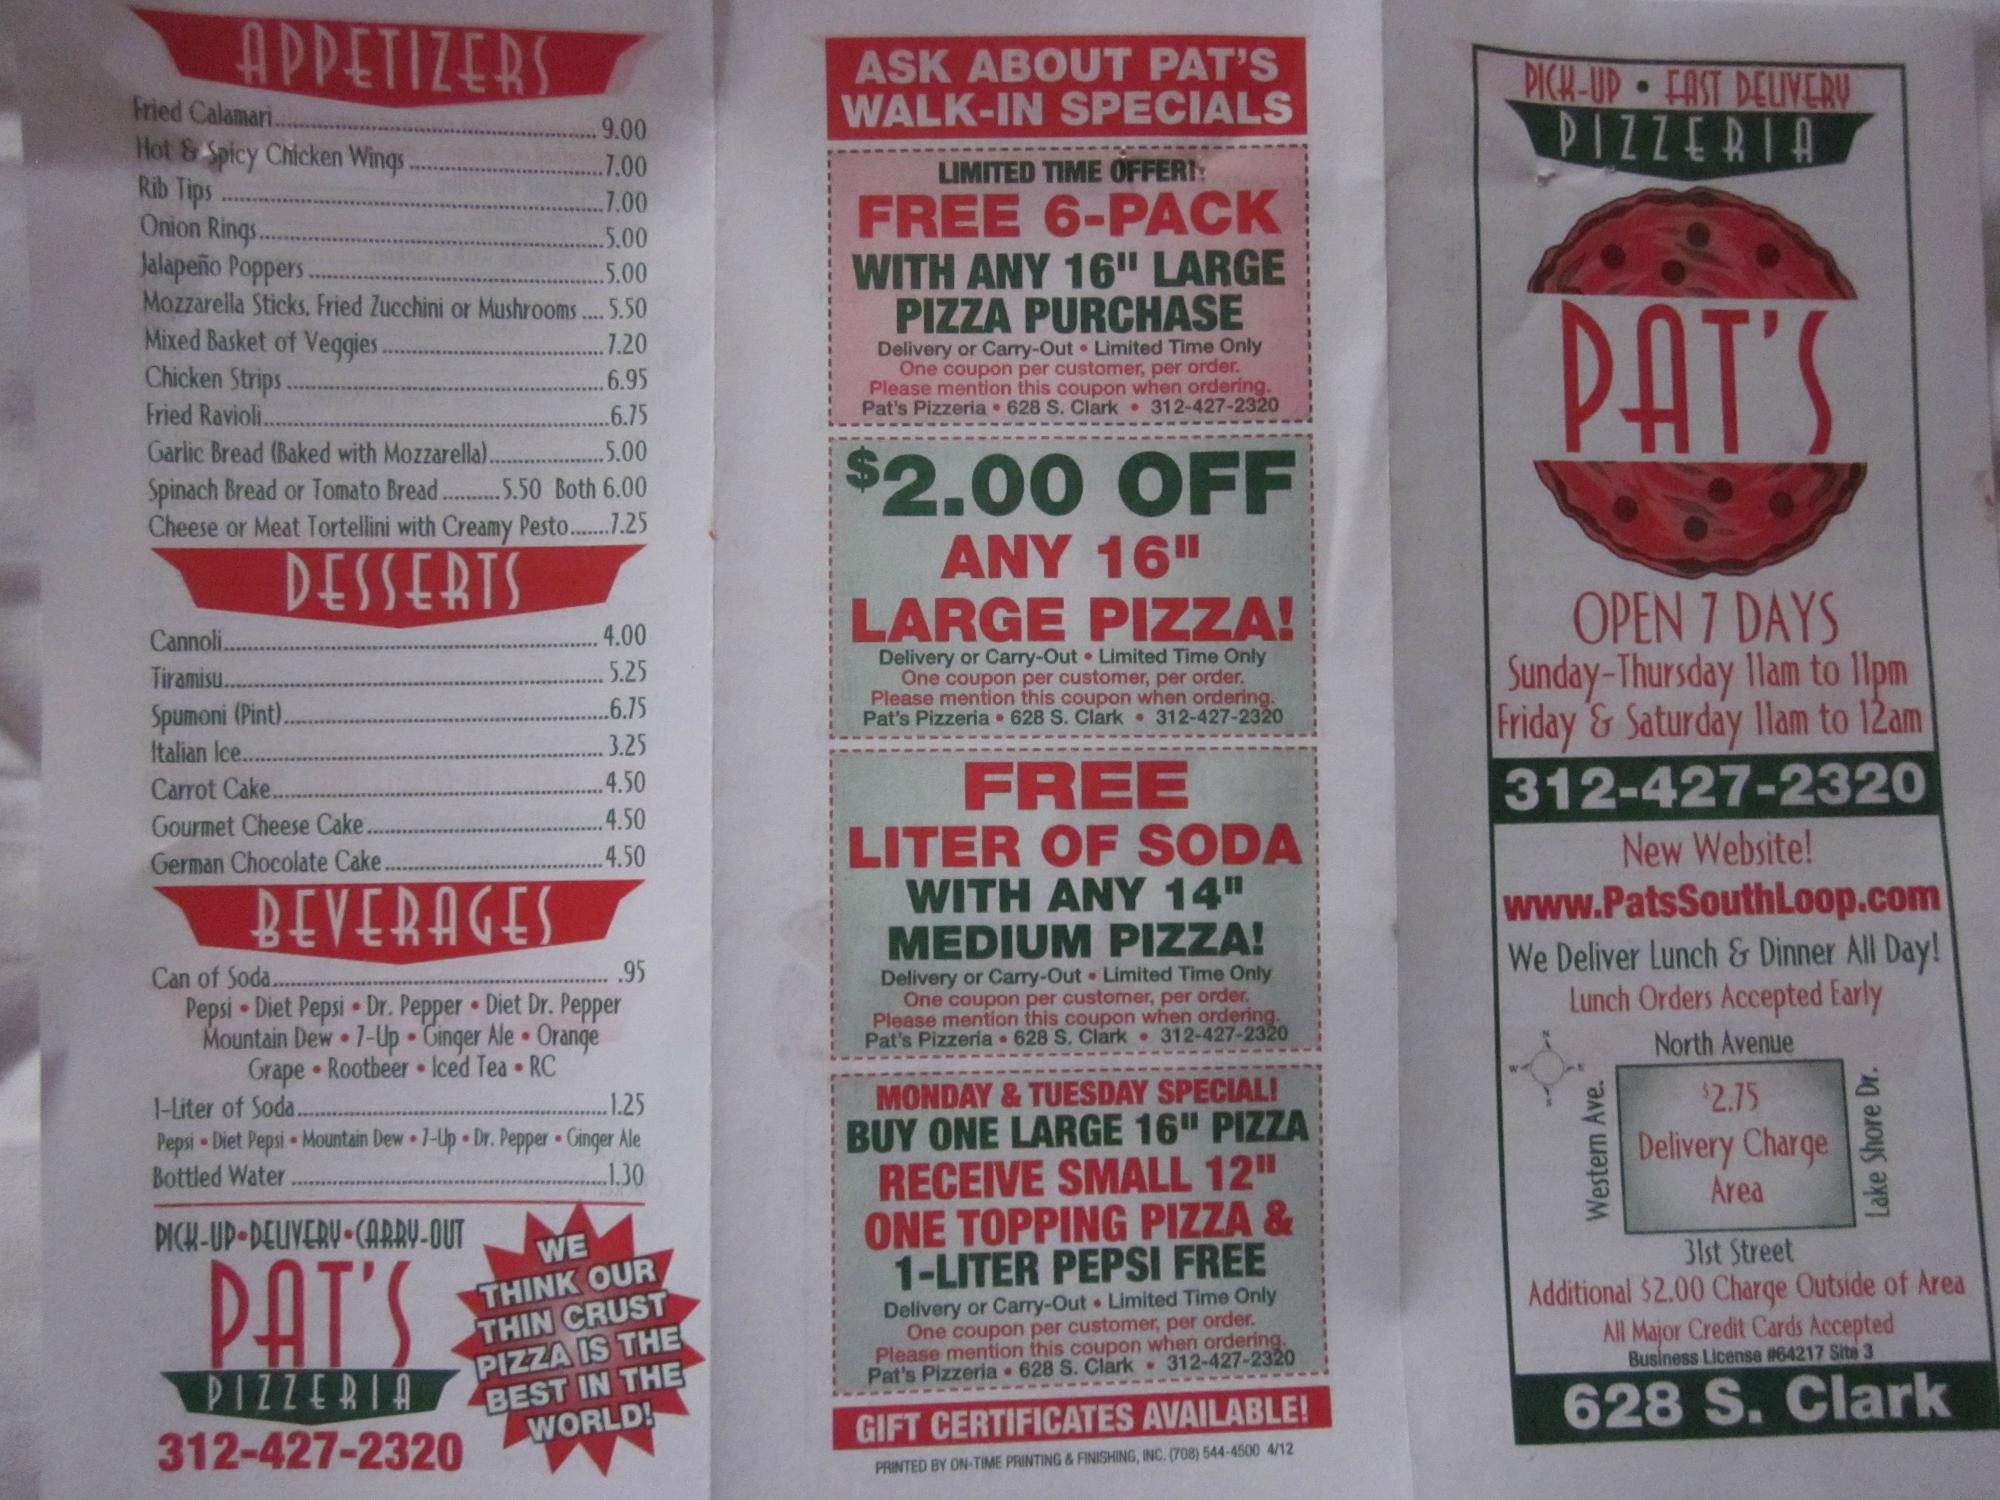 APPETIZERS
Fried Calamari 9.00
Hot & Spicy Chicken Wings 7.00
Rib Tips 7.00
Onion Rings 5.00
Jalapeño Poppers 5.00
Mozzarella Sticks, Fried Zucchini or Mushrooms 5.50
Mixed Basket of Veggies 7.20
Chicken Strips 6.95
Fried Ravioli 6.75
Garlic Bread (Baked with Mozzarella) 5.00
Spinach Bread or Tomato Bread 5.50 Both 6.00
Cheese or Meat Tortellini with Creamy Pesto 7.25
DESSERTS
Cannoli 4.00
Tiramisu 5.25
Spumoni (Pint) 6.75
Italian Ice 3.25
Carrot Cake 4.50
Gourmet Cheese Cake 4.50
German Chocolate Cake 4.50
BEVERAGES
Can of Soda .95
Pepsi • Diet Pepsi • Dr. Pepper • Diet Dr. Pepper
Mountain Dew • 7-Up • Ginger Ale • Orange
Grape • Rootbeer • Iced Tea • RC
1-Liter of Soda 1.25
Pepsi • Diet Pepsi • Mountain Dew • 7-Up • Dr. Pepper • Ginger Ale
Bottled Water 1.30
PICK-UP•DELIVERY•CARRY-OUT
PAT'S
PIZZERIA
312-427-2320
WE
THINK OUR
THIN CRUST
PIZZA IS THE
BEST IN THE
WORLD!
ASK ABOUT PAT'S
WALK-IN SPECIALS
LIMITED TIME OFFER!
FREE 6-PACK
WITH ANY 16" LARGE
PIZZA PURCHASE
Delivery or Carry-Out • Limited Time Only
One coupon per customer, per order.
Please mention this coupon when ordering.
Pat's Pizzeria • 628 S. Clark • 312-427-2320
$2.00 OFF
ANY 16"
LARGE PIZZA!
Delivery or Carry-Out • Limited Time Only
One coupon per customer, per order.
Please mention this coupon when ordering.
Pat's Pizzeria • 628 S. Clark • 312-427-2320
FREE
LITER OF SODA
WITH ANY 14"
MEDIUM PIZZA!
Delivery or Carry-Out • Limited Time Only
One coupon per customer, per order.
Please mention this coupon when ordering.
Pat's Pizzeria • 628 S. Clark • 312-427-2320
MONDAY & TUESDAY SPECIAL!
BUY ONE LARGE 16" PIZZA
RECEIVE SMALL 12"
ONE TOPPING PIZZA &
1-LITER PEPSI FREE
Delivery or Carry-Out • Limited Time Only
One coupon per customer, per order.
Please mention this coupon when ordering.
Pat's Pizzeria • 628 S. Clark • 312-427-2320
GIFT CERTIFICATES AVAILABLE!
PRINTED BY ON-TIME PRINTING & FINISHING, INC. (708) 544-4500 4/12
PICK-UP • FAST DELIVERY
PIZZERIA
PAT'S
OPEN 7 DAYS
Sunday-Thursday 11am to 11pm
Friday & Saturday 11am to 12am
312-427-2320
New Website!
www.PatsSouthLoop.com
We Deliver Lunch & Dinner All Day!
Lunch Orders Accepted Early
N
W E
S
North Avenue
Western Ave.
$2.75
Delivery Charge
Area
Lake Shore Dr.
31st Street
Additional $2.00 Charge Outside of Area
All Major Credit Cards Accepted
Business License #64217 Site 3
628 S. Clark